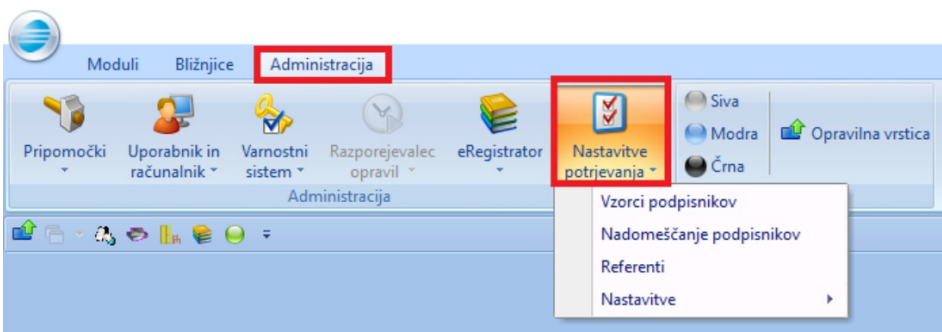 Moduli Bližnjice Administracija
Pripomočki
Uporabnik in
računalnik
Varnostni
sistem
Razporejevalec
opravil
eRegistrator
Nastavitve
potrjevanja
Siva
Modra
Črna
Opravilna vrstica
Administracija
Vzorci podpisnikov
Nadomeščanje podpisnikov
Referenti
Nastavitve